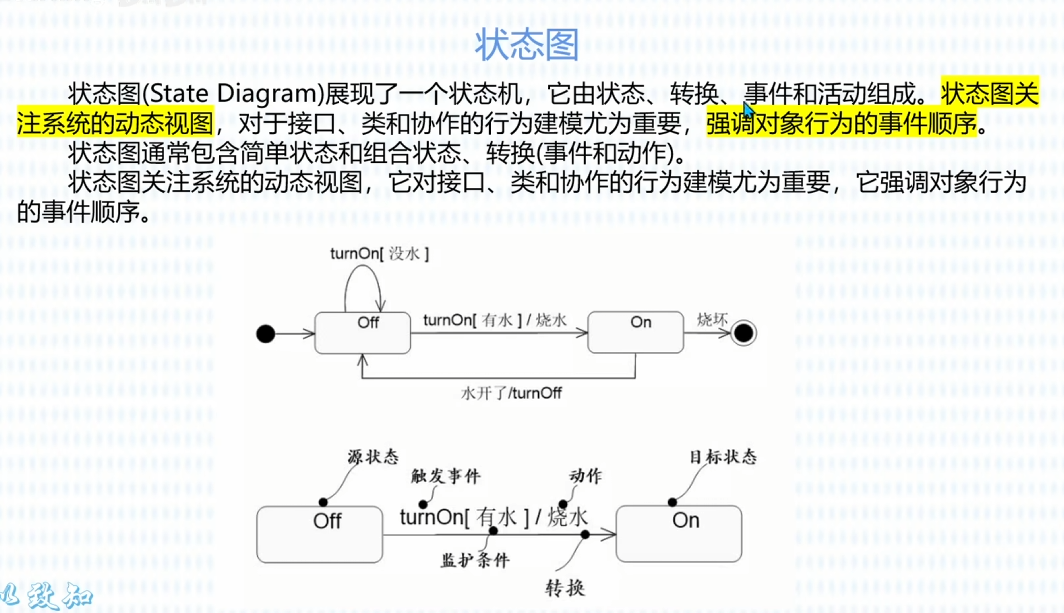 状态图
状态图(State Diagram)展现了一个状态机，它由状态、转换、事件和活动组成。状态图关
注系统的动态视图，对于接口、类和协作的行为建模尤为重要，强调对象行为的事件顺序。
状态图通常包含简单状态和组合状态、转换(事件和动作)。
状态图关注系统的动态视图，它对接口、类和协作的行为建模尤为重要，它强调对象行为
的事件顺序。
turnOn[ 没水 ]
Off
turnOn[ 有水 ] / 烧水
On
烧坏
水开了/turnOff
源状态
触发事件
动作
目标状态
Off
turnOn[ 有水 ] / 烧水
On
监护条件
转换
以致知